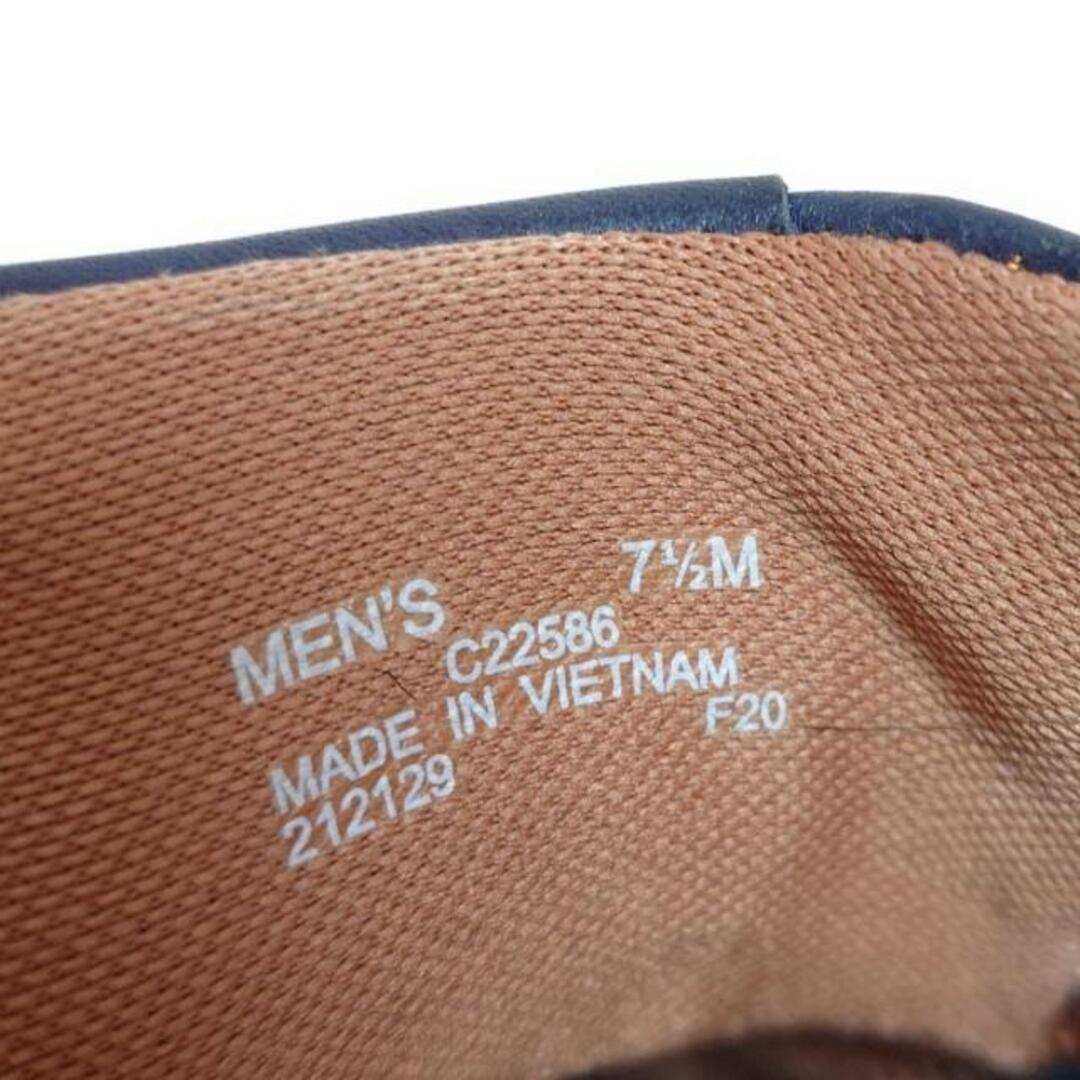 MEN'S 7½M
C22586
MADE IN VIETNAM
212129 F20